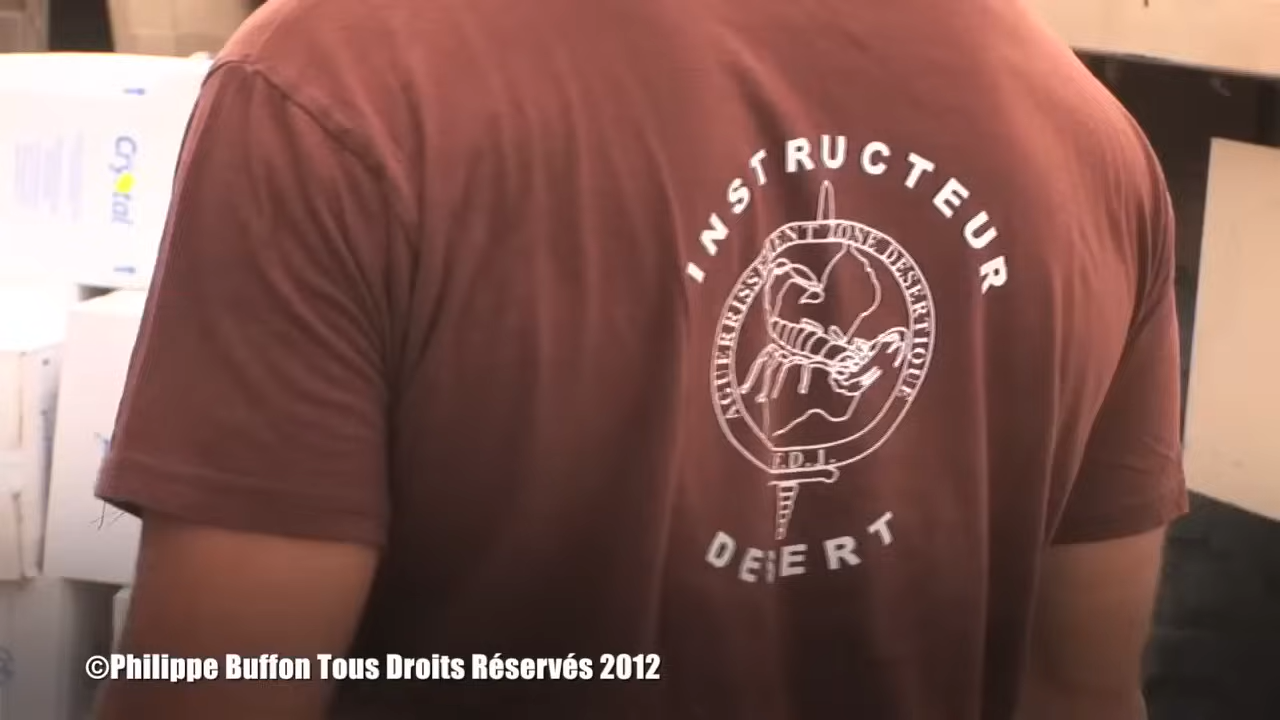 Crystal
INSTRUCTEUR
AGUERRISSEMENT ZONE DESERTIQUE
F.D.J.
DESERT
©Philippe Buffon Tous Droits Réservés 2012